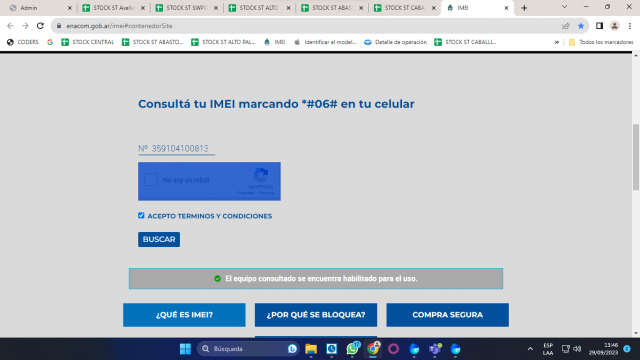 Admin
STOCK ST Avella
STOCK ST SWPO
STOCK ST ALTO
STOCK ST ABAS
STOCK ST CABA
IMEI
enacom.gob.ar/imei#contenedorSite
CODERS
G
STOCK CENTRAL
STOCK ST ABASTO...
STOCK ST ALTO PAL...
IMEI
Identificar el model...
Detalle de operación
STOCK ST CABALLI...
»
Todos los marcadores
Consultá tu IMEI marcando *#06# en tu celular
Nº 359104100813
No soy un robot
reCAPTCHA
Privacidad - Términos
ACEPTO TERMINOS Y CONDICIONES
BUSCAR
El equipo consultado se encuentra habilitado para el uso.
¿QUÉ ES IMEI?
¿POR QUÉ SE BLOQUEA?
COMPRA SEGURA
Búsqueda
ESP
LAA
13:46
29/09/2023